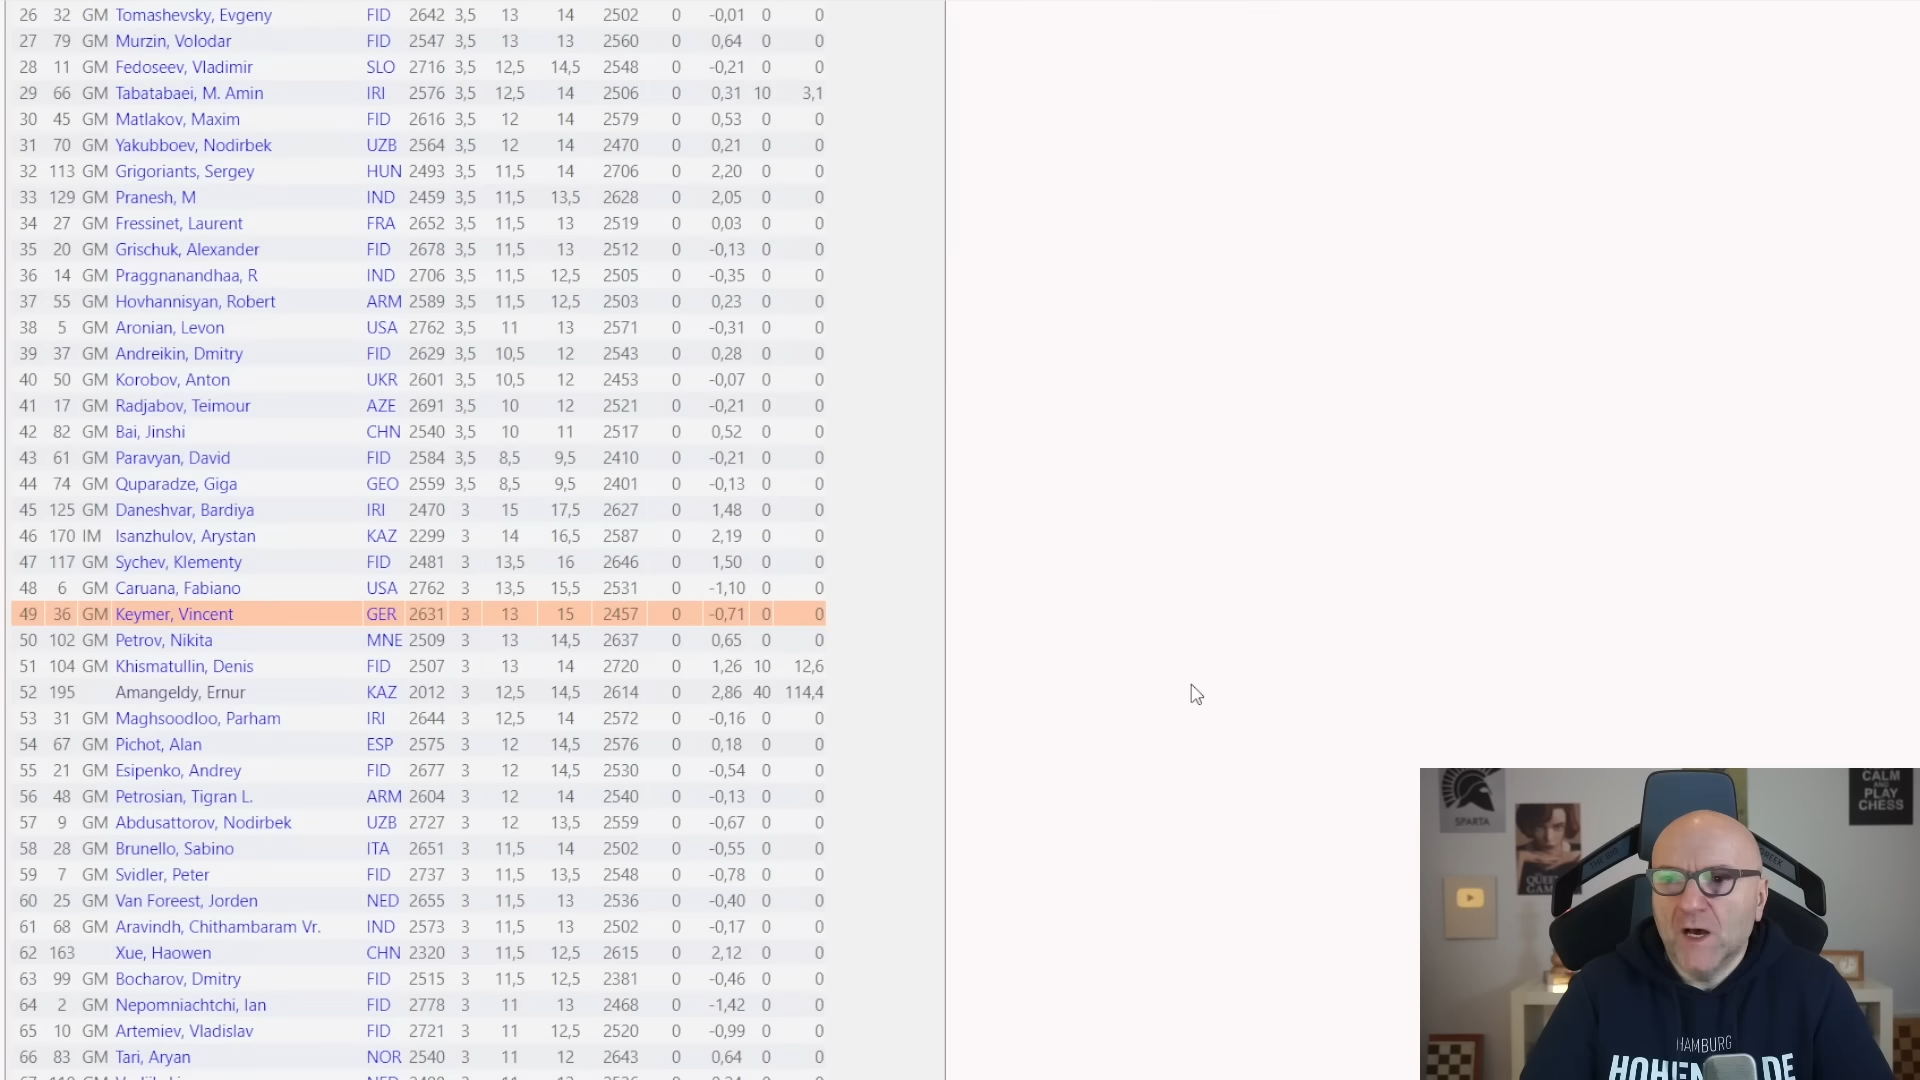 26 32 GM Tomashevsky, Evgeny FID 2642 3,5 13 14 2502 0 -0,01 0 0
27 79 GM Murzin, Volodar FID 2547 3,5 13 13 2560 0 0,64 0 0
28 11 GM Fedoseev, Vladimir SLO 2716 3,5 12,5 14,5 2548 0 -0,21 0 0
29 66 GM Tabatabaei, M. Amin IRI 2576 3,5 12,5 14 2506 0 0,31 10 3,1
30 45 GM Matlakov, Maxim FID 2616 3,5 12 14 2579 0 0,53 0 0
31 70 GM Yakubboev, Nodirbek UZB 2564 3,5 12 14 2470 0 0,21 0 0
32 113 GM Grigoriants, Sergey HUN 2493 3,5 11,5 14 2706 0 2,20 0 0
33 129 GM Pranesh, M IND 2459 3,5 11,5 13,5 2628 0 2,05 0 0
34 27 GM Fressinet, Laurent FRA 2652 3,5 11,5 13 2519 0 0,03 0 0
35 20 GM Grischuk, Alexander FID 2678 3,5 11,5 13 2512 0 -0,13 0 0
36 14 GM Praggnanandhaa, R IND 2706 3,5 11,5 12,5 2505 0 -0,35 0 0
37 55 GM Hovhannisyan, Robert ARM 2589 3,5 11,5 12,5 2503 0 0,23 0 0
38 5 GM Aronian, Levon USA 2762 3,5 11 13 2571 0 -0,31 0 0
39 37 GM Andreikin, Dmitry FID 2629 3,5 10,5 12 2543 0 0,28 0 0
40 50 GM Korobov, Anton UKR 2601 3,5 10,5 12 2453 0 -0,07 0 0
41 17 GM Radjabov, Teimour AZE 2691 3,5 10 12 2521 0 -0,21 0 0
42 82 GM Bai, Jinshi CHN 2540 3,5 10 11 2517 0 0,52 0 0
43 61 GM Paravyan, David FID 2584 3,5 8,5 9,5 2410 0 -0,21 0 0
44 74 GM Quparadze, Giga GEO 2559 3,5 8,5 9,5 2401 0 -0,13 0 0
45 125 GM Daneshvar, Bardiya IRI 2470 3 15 17,5 2627 0 1,48 0 0
46 170 IM Isanzhulov, Arystan KAZ 2299 3 14 16,5 2587 0 2,19 0 0
47 117 GM Sychev, Klementy FID 2481 3 13,5 16 2646 0 1,50 0 0
48 6 GM Caruana, Fabiano USA 2762 3 13,5 15,5 2531 0 -1,10 0 0
49 36 GM Keymer, Vincent GER 2631 3 13 15 2457 0 -0,71 0 0
50 102 GM Petrov, Nikita MNE 2509 3 13 14,5 2637 0 0,65 0 0
51 104 GM Khismatullin, Denis FID 2507 3 13 14 2720 0 1,26 10 12,6
52 195 Amangeldy, Ernur KAZ 2012 3 12,5 14,5 2614 0 2,86 40 114,4
53 31 GM Maghsoodloo, Parham IRI 2644 3 12,5 14 2572 0 -0,16 0 0
54 67 GM Pichot, Alan ESP 2575 3 12 14,5 2576 0 0,18 0 0
55 21 GM Esipenko, Andrey FID 2677 3 12 14,5 2530 0 -0,54 0 0
56 48 GM Petrosian, Tigran L. ARM 2604 3 12 14 2540 0 -0,13 0 0
57 9 GM Abdusattorov, Nodirbek UZB 2727 3 12 13,5 2559 0 -0,67 0 0
58 28 GM Brunello, Sabino ITA 2651 3 11,5 14 2502 0 -0,55 0 0
59 7 GM Svidler, Peter FID 2737 3 11,5 13,5 2548 0 -0,78 0 0
60 25 GM Van Foreest, Jorden NED 2655 3 11,5 13 2536 0 -0,40 0 0
61 68 GM Aravindh, Chithambaram Vr. IND 2573 3 11,5 13 2502 0 -0,17 0 0
62 163 Xue, Haowen CHN 2320 3 11,5 12,5 2615 0 2,12 0 0
63 99 GM Bocharov, Dmitry FID 2515 3 11,5 12,5 2381 0 -0,46 0 0
64 2 GM Nepomniachtchi, Ian FID 2778 3 11 13 2468 0 -1,42 0 0
65 10 GM Artemiev, Vladislav FID 2721 3 11 12,5 2520 0 -0,99 0 0
66 83 GM Tari, Aryan NOR 2540 3 11 12 2643 0 0,64 0 0
SPARTA
CALM
AND
PLAY
CHESS
HAMBURG